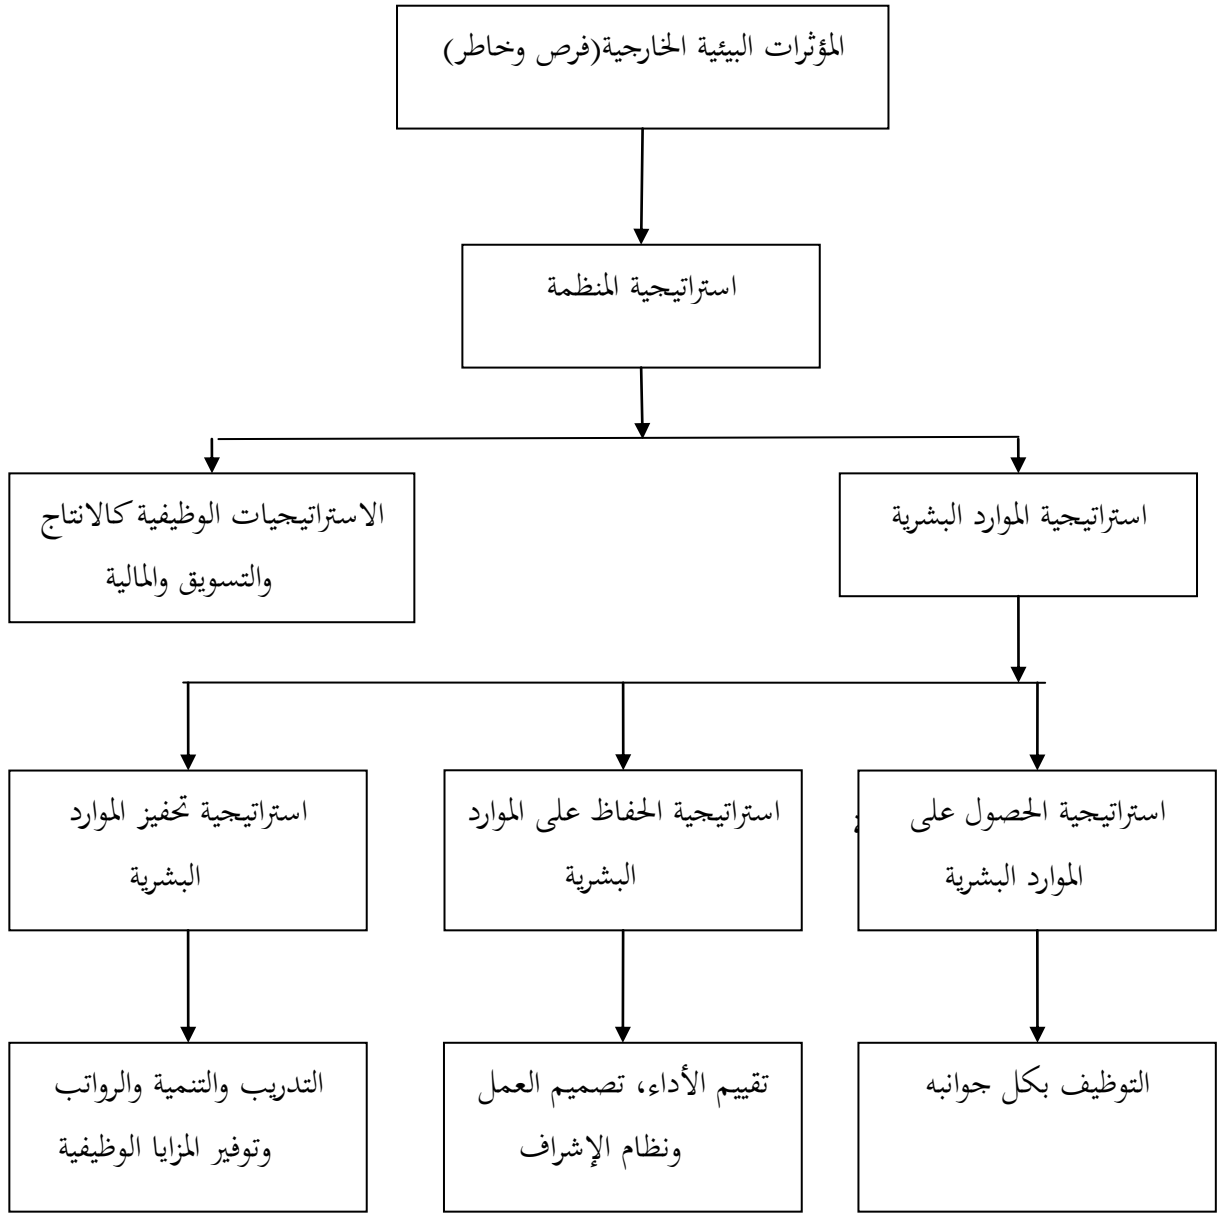 المؤثرات البيئية الخارجية(فرص وخاطر)
استراتيجية المنظمة
استراتيجية الموارد البشرية
الاستراتيجيات الوظيفية كالانتاج
والتسويق والمالية
استراتيجية الحصول على
الموارد البشرية
استراتيجية الحفاظ على الموارد
البشرية
استراتيجية تحفيز الموارد
البشرية
التوظيف بكل جوانبه
تقييم الأداء، تصميم العمل
ونظام الإشراف
التدريب والتنمية والرواتب
وتوفير المزايا الوظيفية